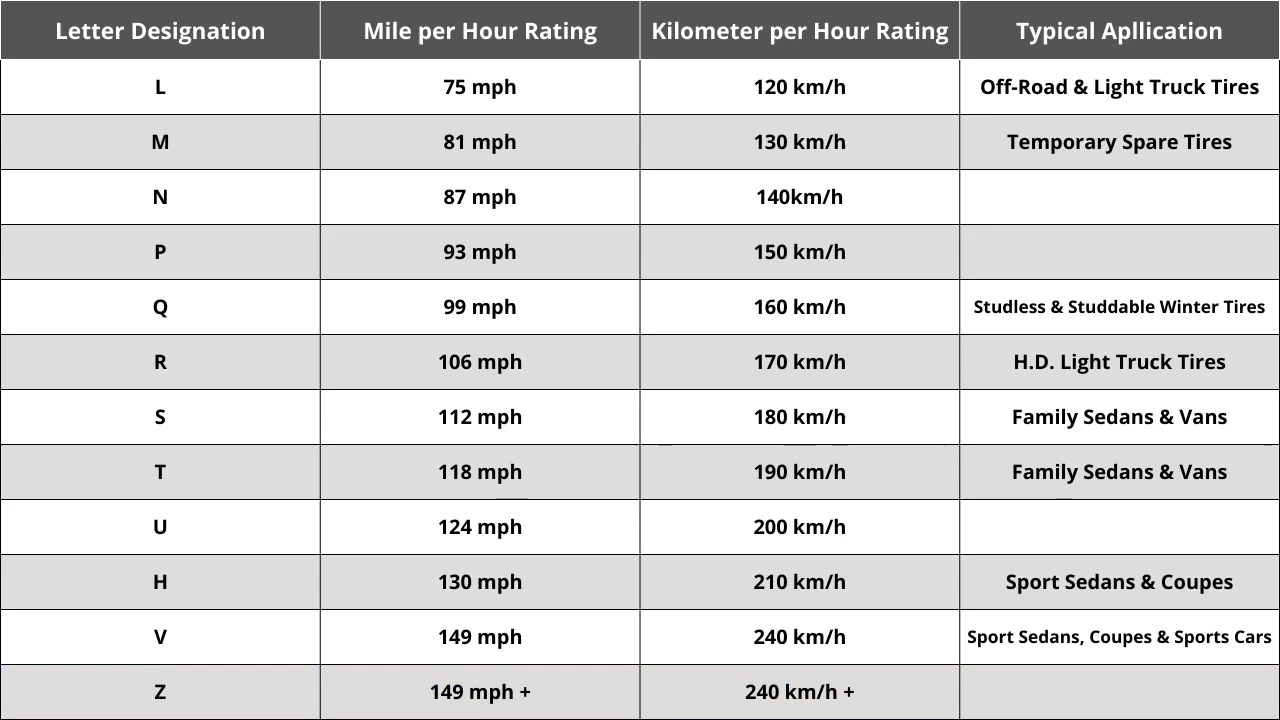 Letter Designation Mile per Hour Rating Kilometer per Hour Rating Typical Apllication
L 75 mph 120 km/h Off-Road & Light Truck Tires
M 81 mph 130 km/h Temporary Spare Tires
N 87 mph 140km/h
P 93 mph 150 km/h
Q 99 mph 160 km/h Studless & Studdable Winter Tires
R 106 mph 170 km/h H.D. Light Truck Tires
S 112 mph 180 km/h Family Sedans & Vans
T 118 mph 190 km/h Family Sedans & Vans
U 124 mph 200 km/h
H 130 mph 210 km/h Sport Sedans & Coupes
V 149 mph 240 km/h Sport Sedans, Coupes & Sports Cars
Z 149 mph + 240 km/h +